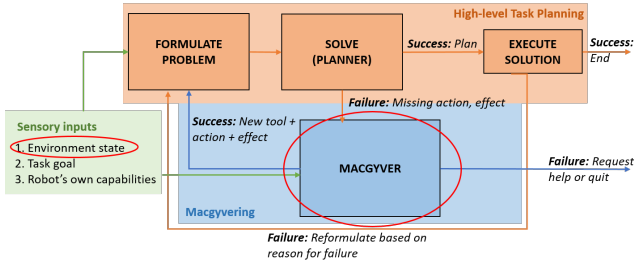 High-level Task Planning
FORMULATE
PROBLEM
SOLVE
(PLANNER)
Success: Plan
EXECUTE
SOLUTION
Success:
End
Failure: Missing action, effect
Sensory inputs
1. Environment state
2. Task goal
3. Robot's own capabilities
Success: New tool +
action + effect
MACGYVER
Failure: Request
help or quit
Macgyvering
Failure: Reformulate based on
reason for failure